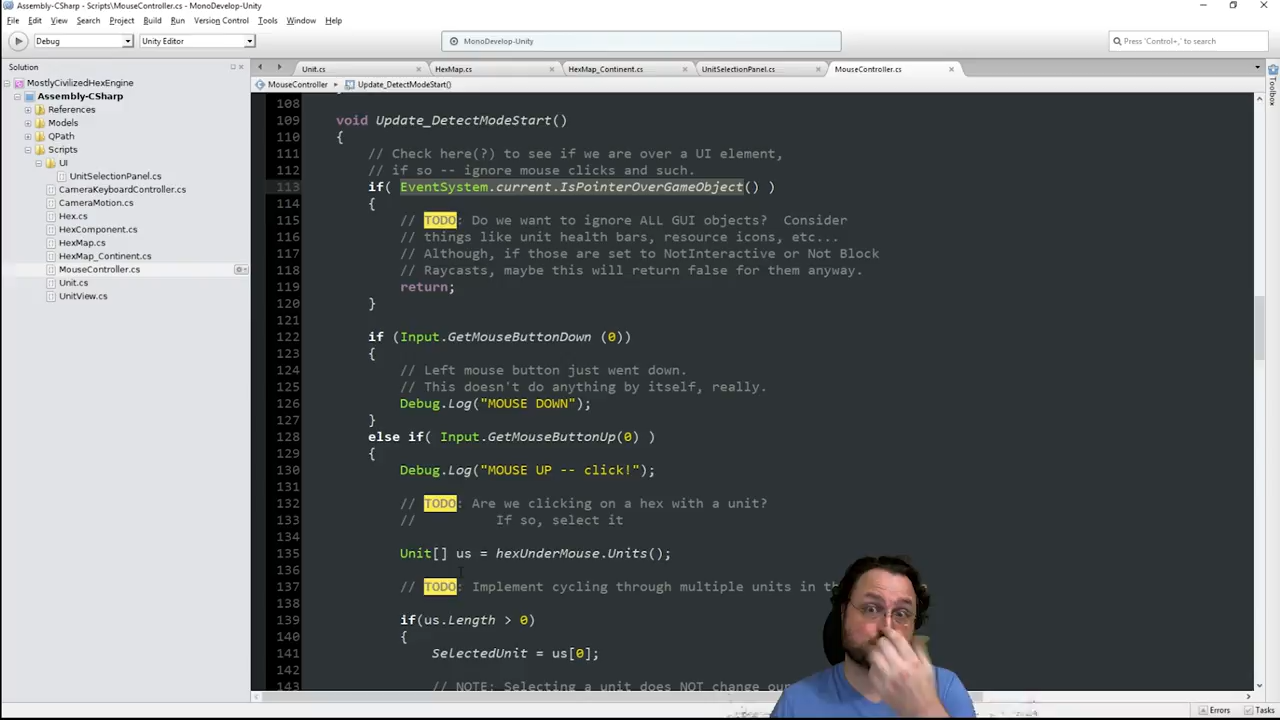 Assembly-CSharp - Scripts\MouseController.cs - MonoDevelop-Unity
File Edit View Search Project Build Run Version Control Tools Window Help
Debug Unity Editor MonoDevelop-Unity Press 'Control+,' to search
Solution
MostlyCivilizedHexEngine
Assembly-CSharp
References
Models
QPath
Scripts
UI
UnitSelectionPanel.cs
CameraKeyboardController.cs
CameraMotion.cs
Hex.cs
HexComponent.cs
HexMap.cs
HexMap_Continent.cs
MouseController.cs
Unit.cs
UnitView.cs
Unit.cs HexMap.cs HexMap_Continent.cs UnitSelectionPanel.cs MouseController.cs
MouseController Update_DetectModeStart()
Toolbox
108
109 void Update_DetectModeStart()
110 {
111 // Check here(?) to see if we are over a UI element,
112 // if so -- ignore mouse clicks and such.
113 if( EventSystem.current.IsPointerOverGameObject() )
114 {
115 // TODO: Do we want to ignore ALL GUI objects? Consider
116 // things like unit health bars, resource icons, etc...
117 // Although, if those are set to NotInteractive or Not Block
118 // Raycasts, maybe this will return false for them anyway.
119 return;
120 }
121
122 if (Input.GetMouseButtonDown (0))
123 {
124 // Left mouse button just went down.
125 // This doesn't do anything by itself, really.
126 Debug.Log("MOUSE DOWN");
127 }
128 else if( Input.GetMouseButtonUp(0) )
129 {
130 Debug.Log("MOUSE UP -- click!");
131
132 // TODO: Are we clicking on a hex with a unit?
133 // If so, select it
134
135 Unit[] us = hexUnderMouse.Units();
136
137 // TODO: Implement cycling through multiple units in
138
139 if(us.Length > 0)
140 {
141 SelectedUnit = us[0];
142
143 // NOTE: Selecting a unit does NOT change
Errors Tasks